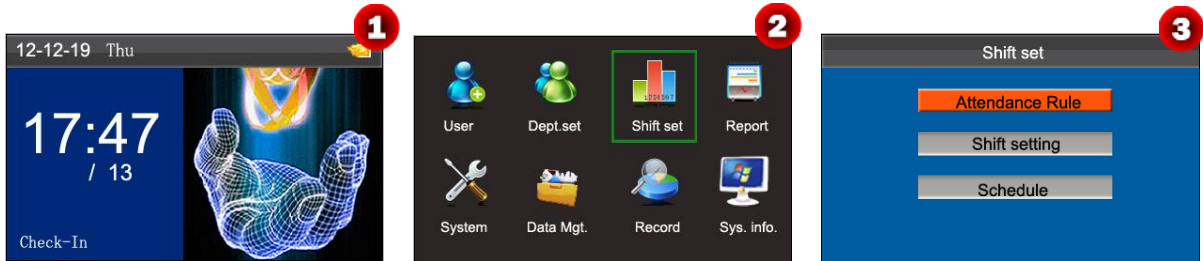 1
12-12-19 Thu
17:47
/ 13
Check-In
2
User Dept.set Shift set Report
System Data Mgt. Record Sys. info.
3
Shift set
Attendance Rule
Shift setting
Schedule